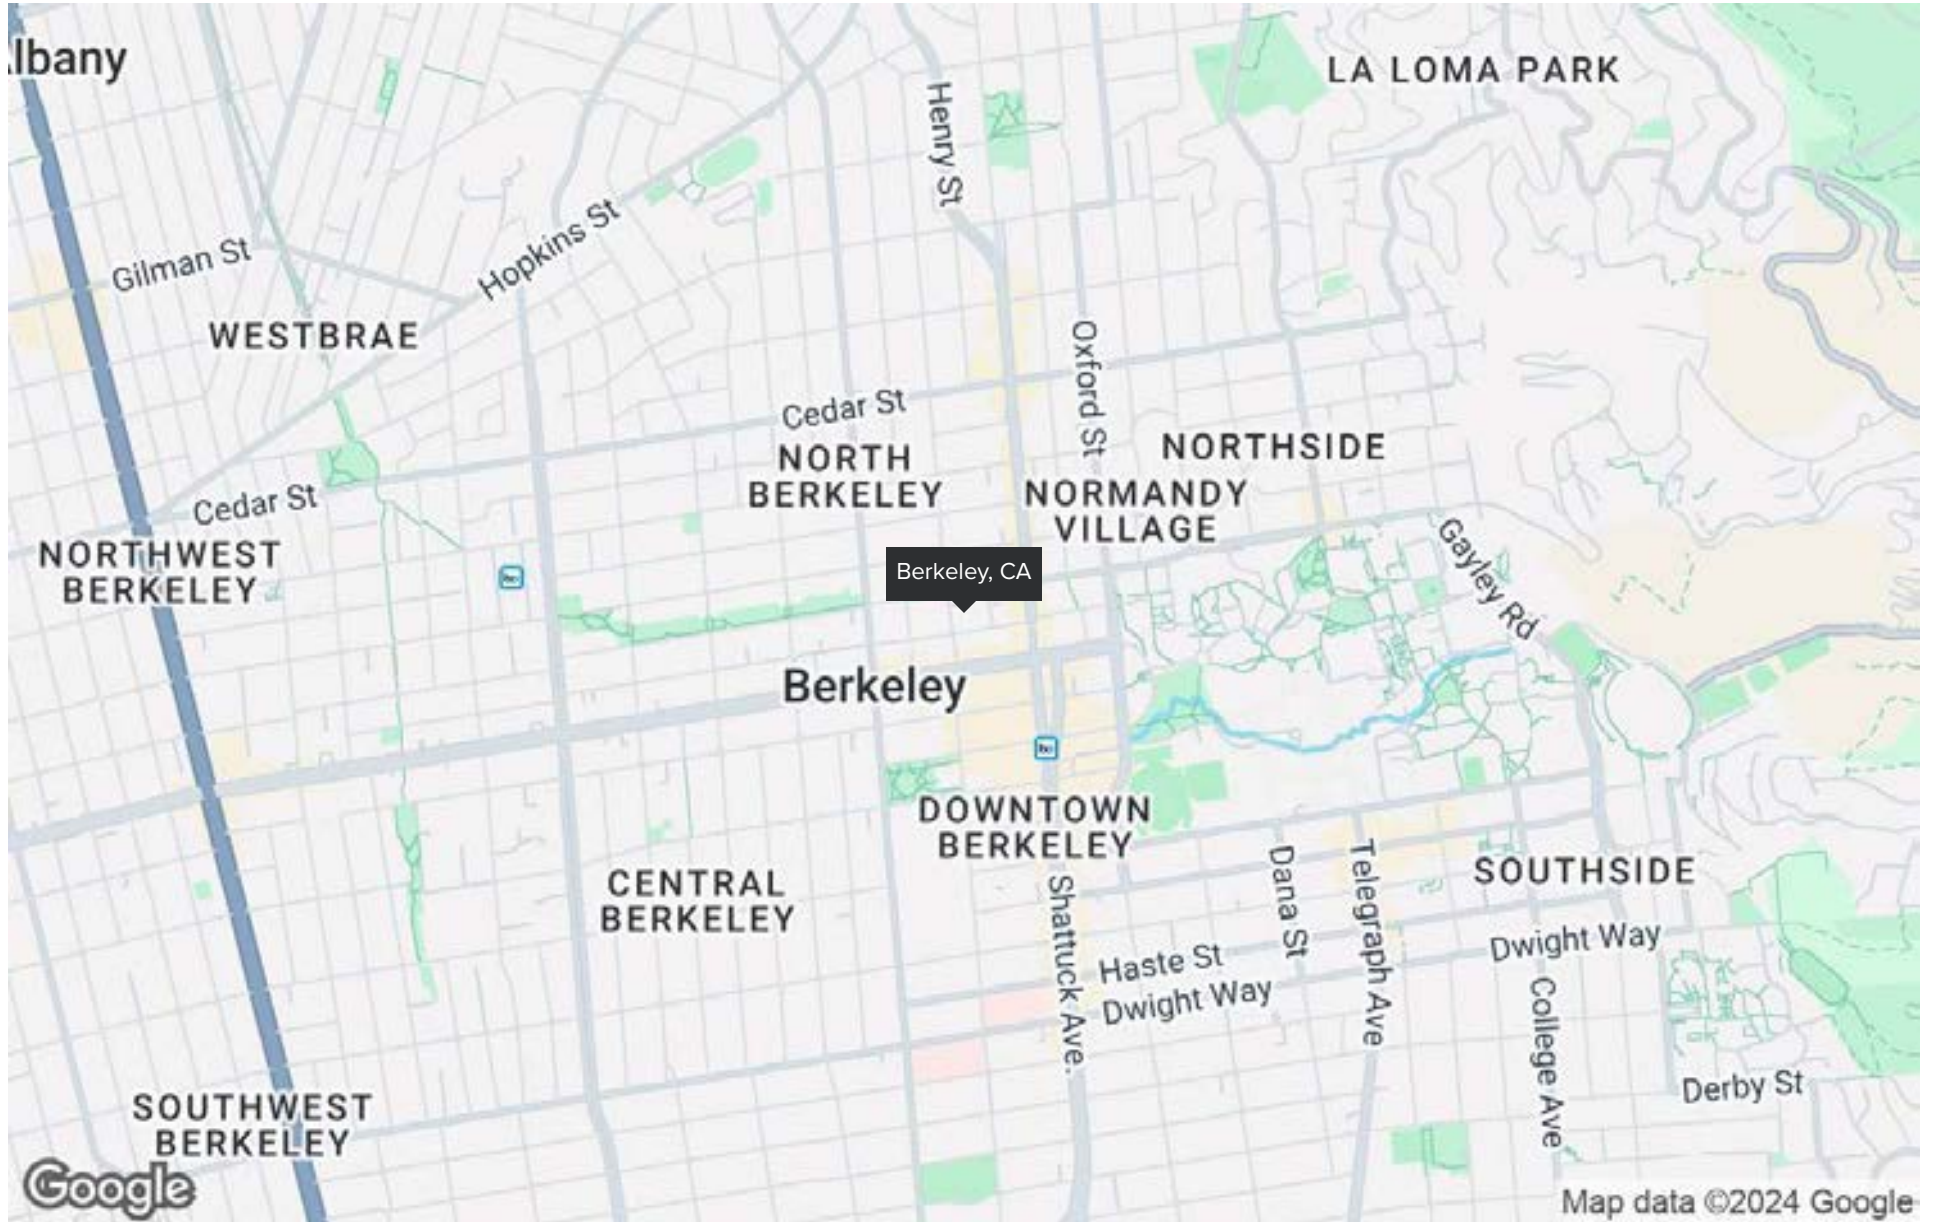 lbany
LA LOMA PARK
Henry St
Hopkins St
Gilman St
WESTBRAE
Oxford St
Cedar St
NORTH
BERKELEY
NORTHSIDE
NORMANDY
VILLAGE
Cedar St
Gayley Rd
NORTHWEST
BERKELEY
Berkeley, CA
Berkeley
DOWNTOWN
BERKELEY
CENTRAL
BERKELEY
Shattuck Ave.
Dana St
Telegraph Ave
SOUTHSIDE
Dwight Way
Haste St
Dwight Way
College Ave
Derby St
SOUTHWEST
BERKELEY
Google
Map data ©2024 Google